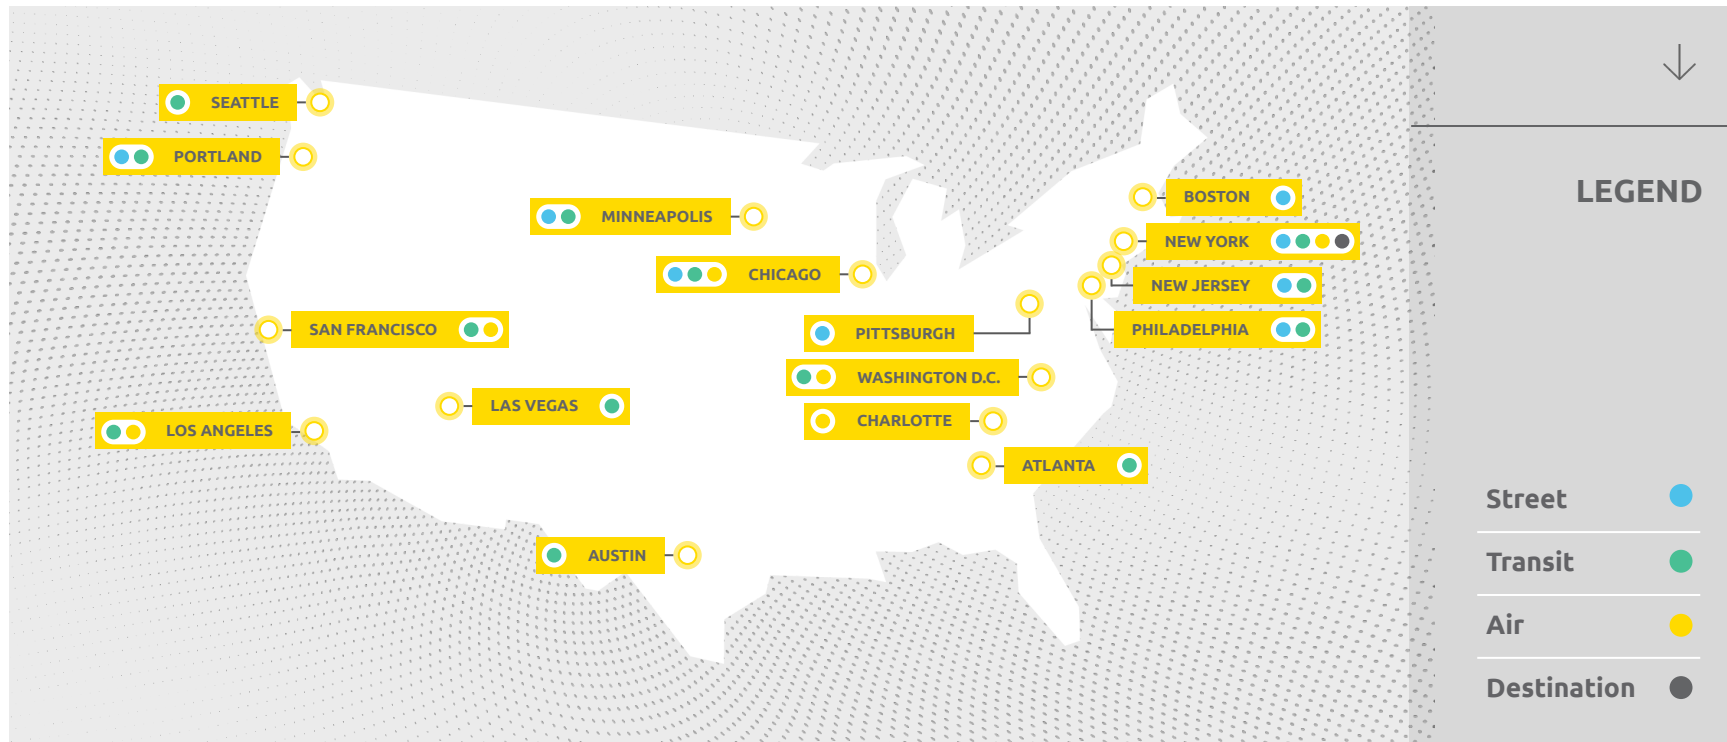 SEATTLE
PORTLAND
MINNEAPOLIS
CHICAGO
SAN FRANCISCO
LAS VEGAS
LOS ANGELES
AUSTIN
BOSTON
NEW YORK
NEW JERSEY
PHILADELPHIA
PITTSBURGH
WASHINGTON D.C.
CHARLOTTE
ATLANTA
LEGEND
Street
Transit
Air
Destination